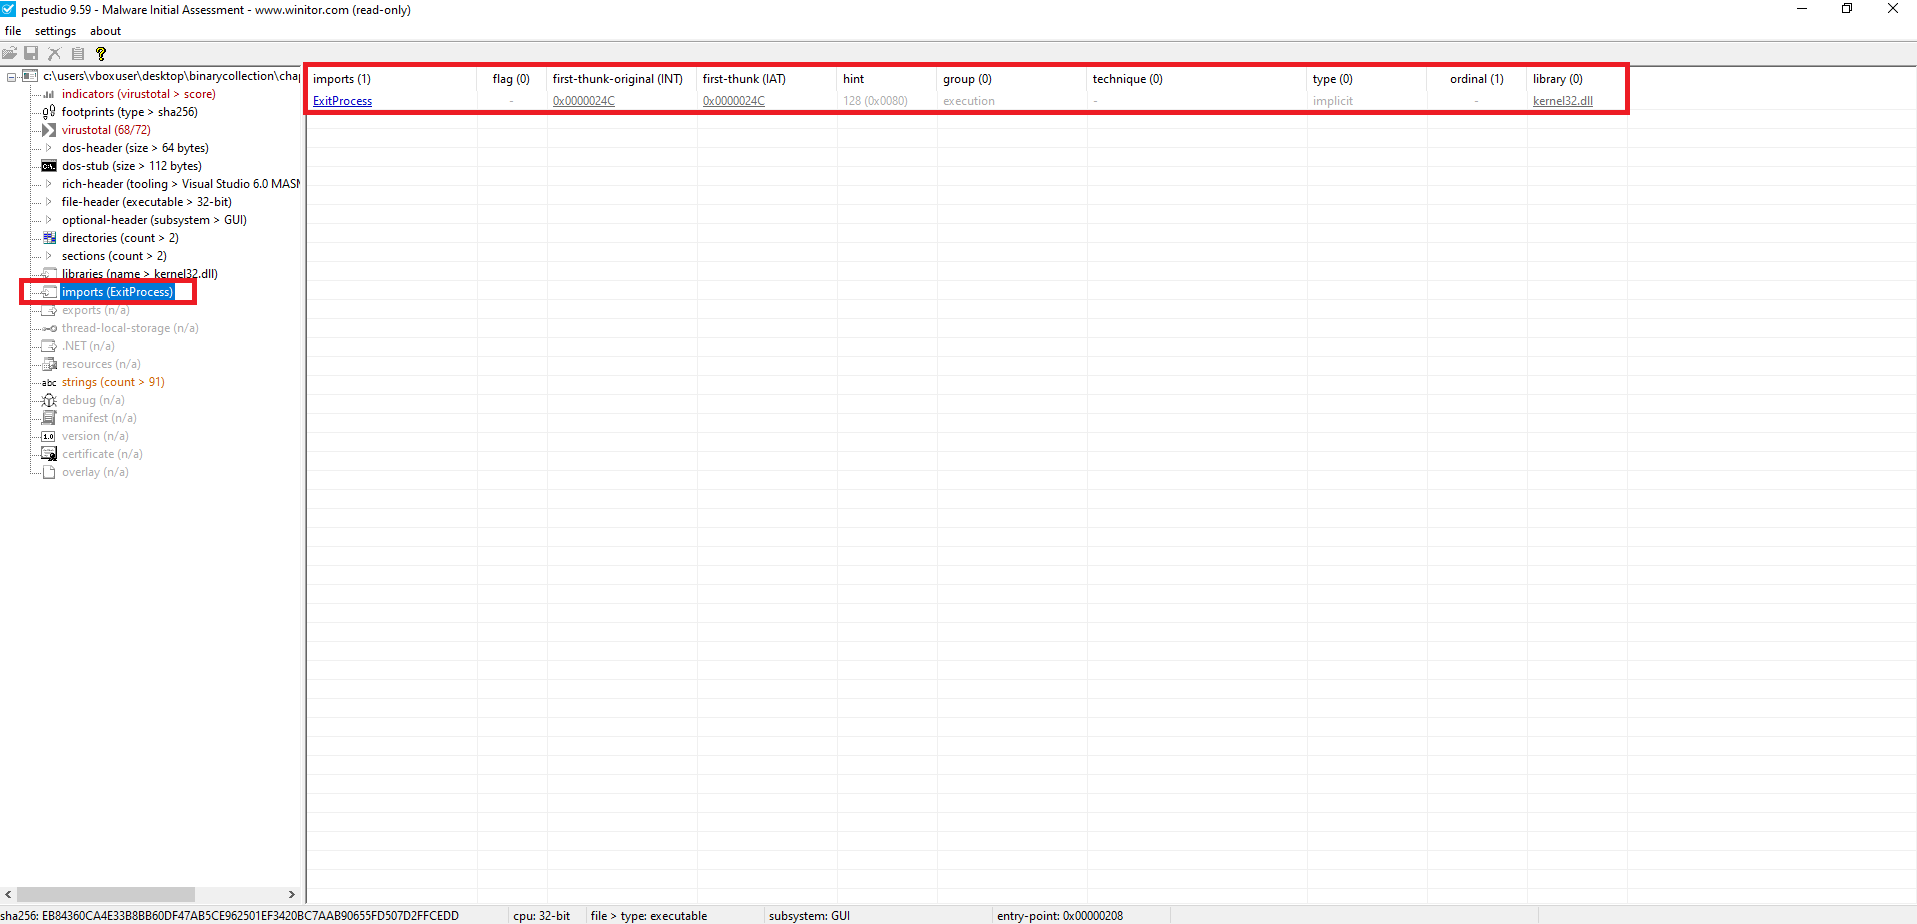 pestudio 9.59 - Malware Initial Assessment - www.winitor.com (read-only)
file settings about
c:\users\vboxuser\desktop\binarycollection\chap
indicators (virustotal > score)
footprints (type > sha256)
virustotal (68/72)
dos-header (size > 64 bytes)
dos-stub (size > 112 bytes)
rich-header (tooling > Visual Studio 6.0 MASM
file-header (executable > 32-bit)
optional-header (subsystem > GUI)
directories (count > 2)
sections (count > 2)
libraries (name > kernel32.dll)
imports (ExitProcess)
exports (n/a)
thread-local-storage (n/a)
.NET (n/a)
resources (n/a)
abc strings (count > 91)
debug (n/a)
manifest (n/a)
1.0 version (n/a)
certificate (n/a)
overlay (n/a)
imports (1) flag (0) first-thunk-original (INT) first-thunk (IAT) hint group (0) technique (0) type (0) ordinal (1) library (0)
ExitProcess - 0x0000024C 0x0000024C 128 (0x0080) execution - implicit - kernel32.dll
sha256: EB84360CA4E33B8BB60DF47AB5CE962501EF3420BC7AAB90655FD507D2FFCEDD cpu: 32-bit file > type: executable subsystem: GUI entry-point: 0x00000208